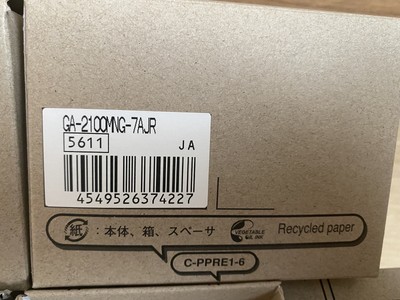 GA-2100MNG-7AJR
5611
JA
4549526374227
紙:本体、箱、スペーサ
VEGETABLE OIL INK
Recycled paper
C-PPRE1-6